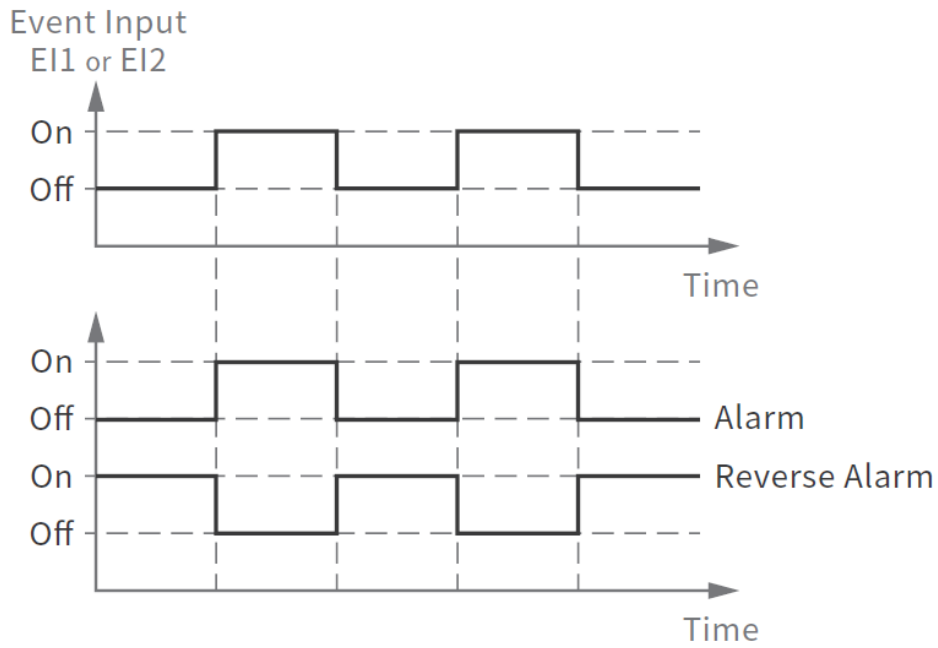 Event Input
EI1 or EI2
On
Off
Time
On
Off
Alarm
On
Reverse Alarm
Off
Time